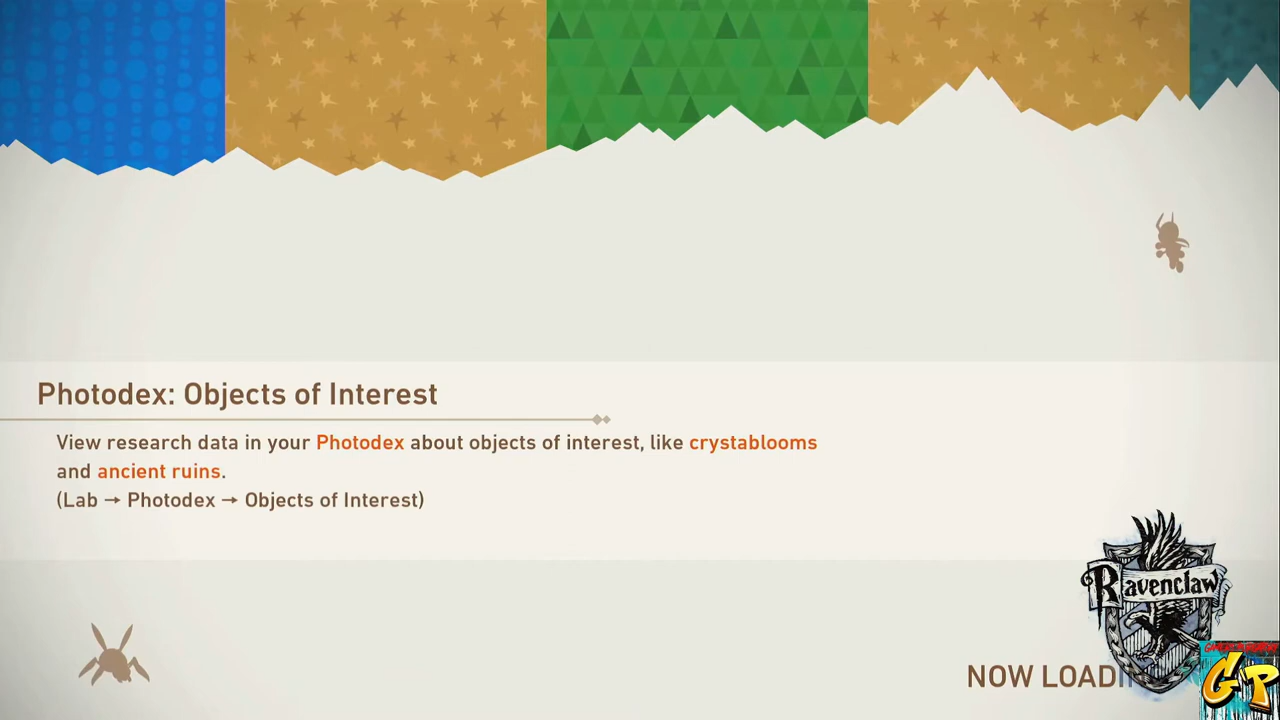 Photodex: Objects of Interest
View research data in your Photodex about objects of interest, like crystablooms
and ancient ruins.
(Lab → Photodex → Objects of Interest)
Ravenclaw
NOW LOADI
GP